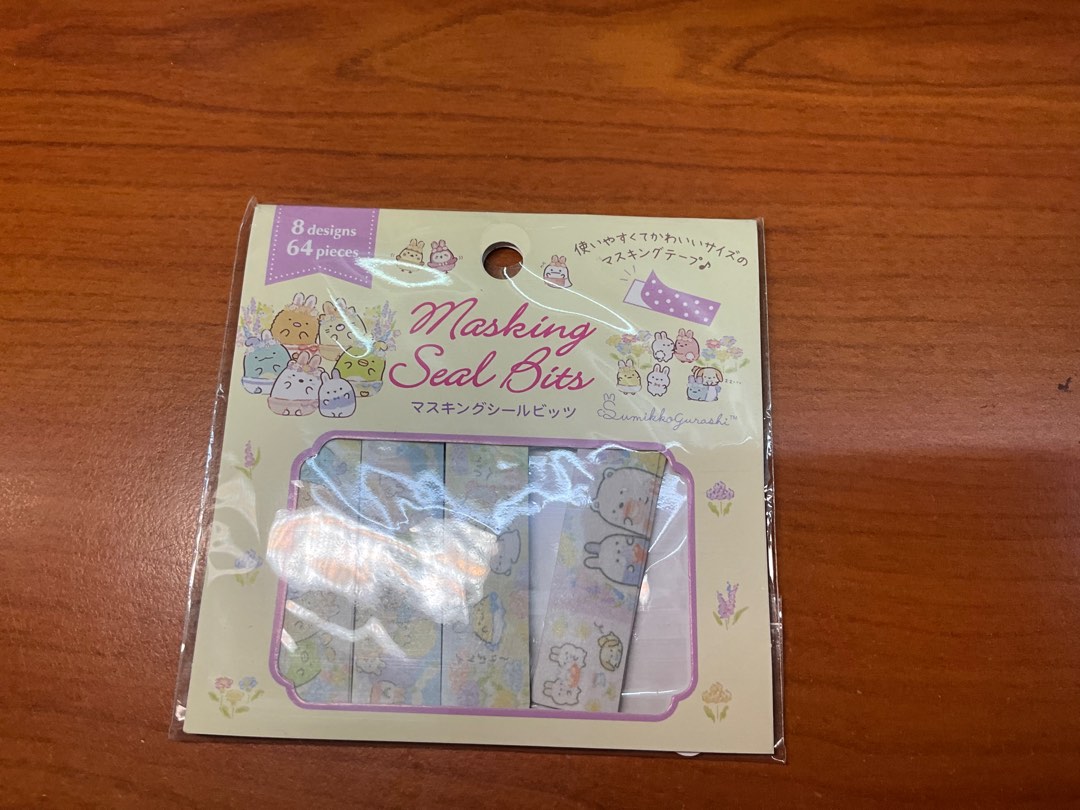 8 designs
64 pieces
使いやすくてかわいいサイズの
マスキングテープ♪
Masking
Seal Bits
マスキングシールビッツ
Sumikkogurashi™